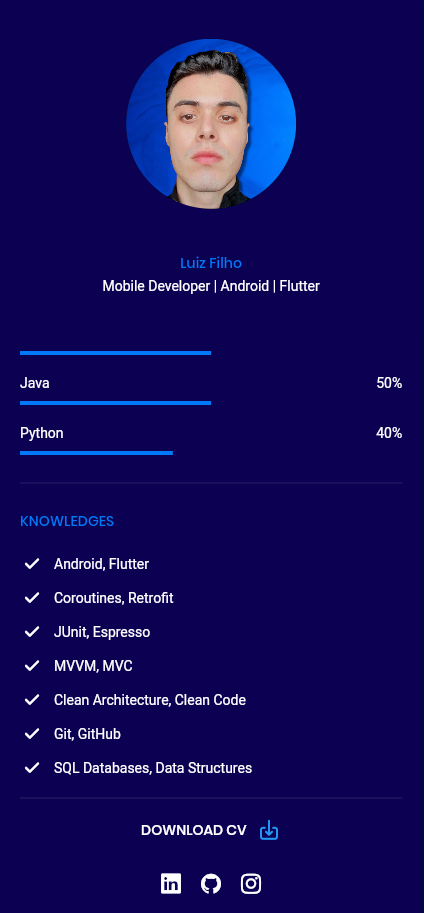 Luiz Filho
Mobile Developer | Android | Flutter
Java 50%
Python 40%
KNOWLEDGES
Android, Flutter
Coroutines, Retrofit
JUnit, Espresso
MVVM, MVC
Clean Architecture, Clean Code
Git, GitHub
SQL Databases, Data Structures
DOWNLOAD CV
in